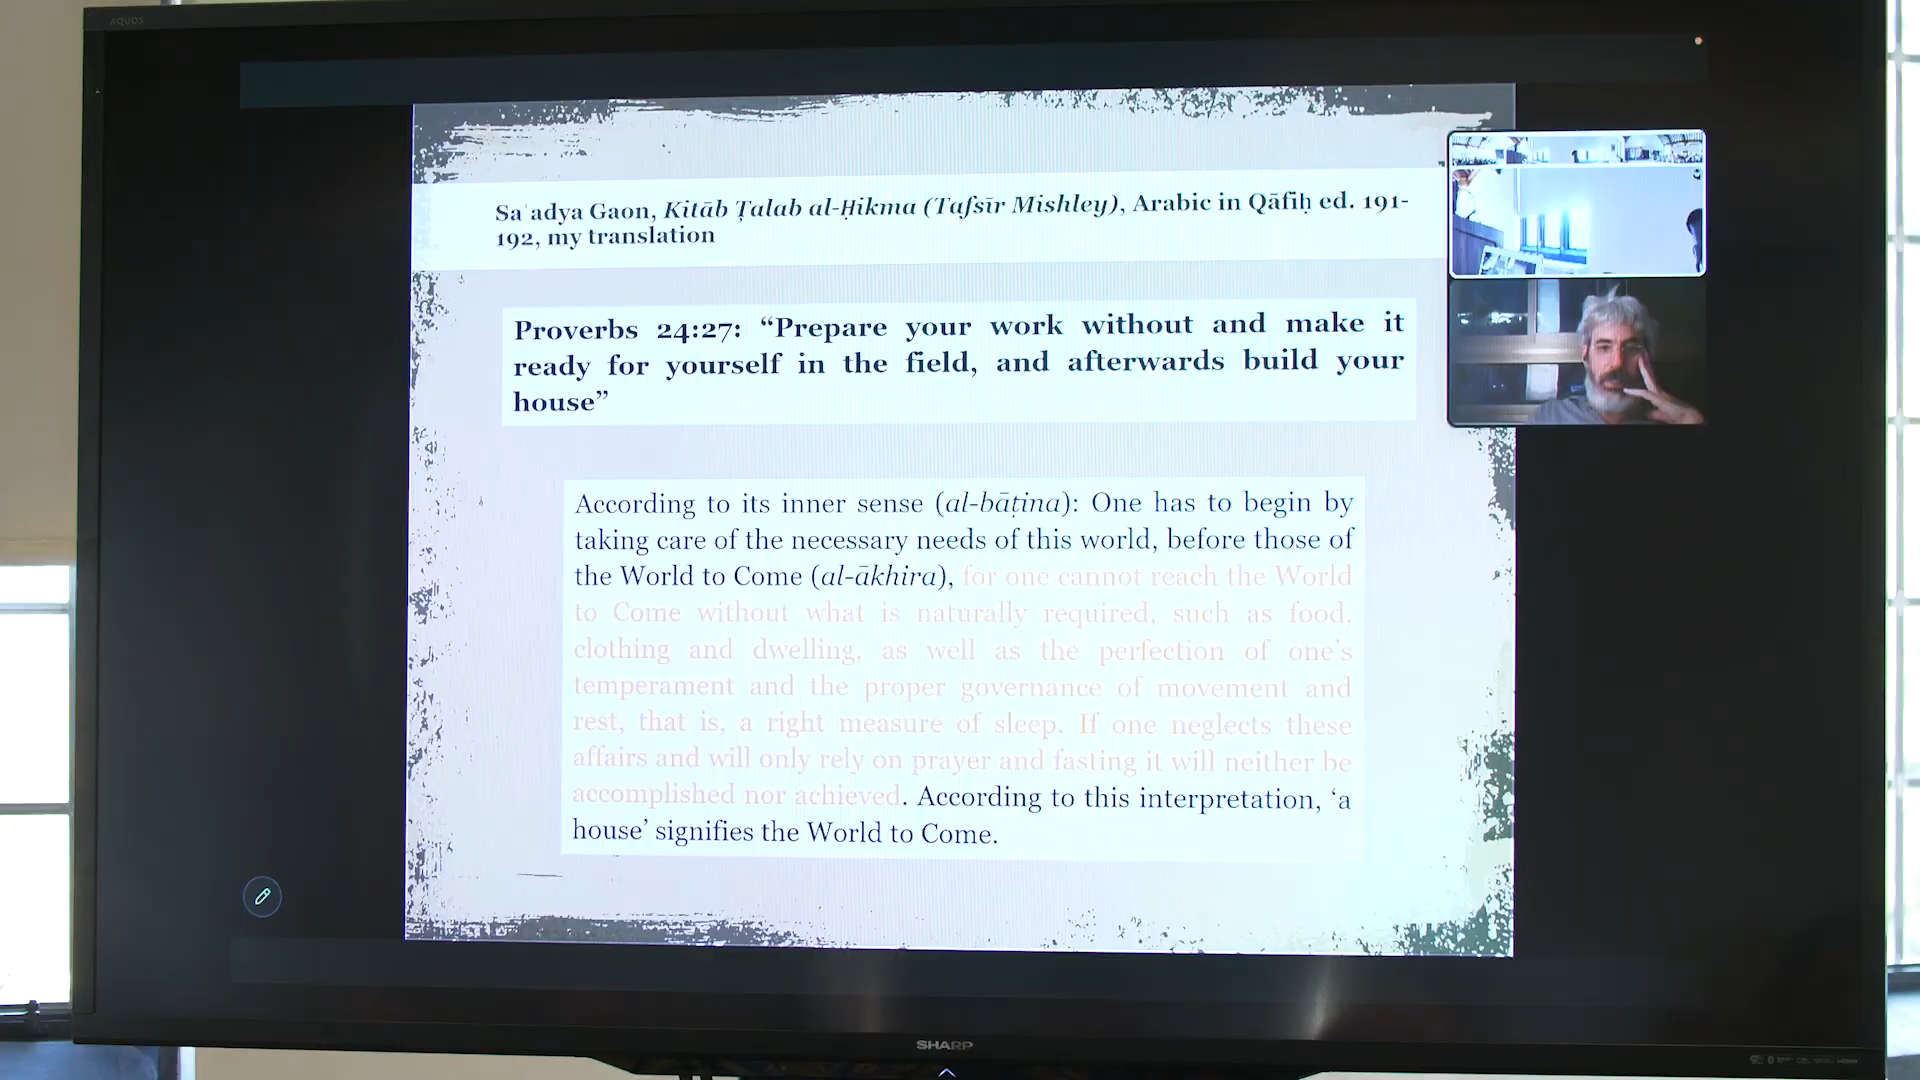 AQUOS
Saʿadya Gaon, Kitāb Ṭalab al-Ḥikma (Tafsīr Mishley), Arabic in Qāfiḥ ed. 191-
192, my translation
Proverbs 24:27: “Prepare your work without and make it
ready for yourself in the field, and afterwards build your
house”
According to its inner sense (al-bāṭina): One has to begin by
taking care of the necessary needs of this world, before those of
the World to Come (al-ākhira), for one cannot reach the World
to Come without what is naturally required, such as food,
clothing and dwelling, as well as the perfection of one’s
temperament and the proper governance of movement and
rest, that is, a right measure of sleep. If one neglects these
affairs and will only rely on prayer and fasting it will neither be
accomplished nor achieved. According to this interpretation, ‘a
house’ signifies the World to Come.
SHARP